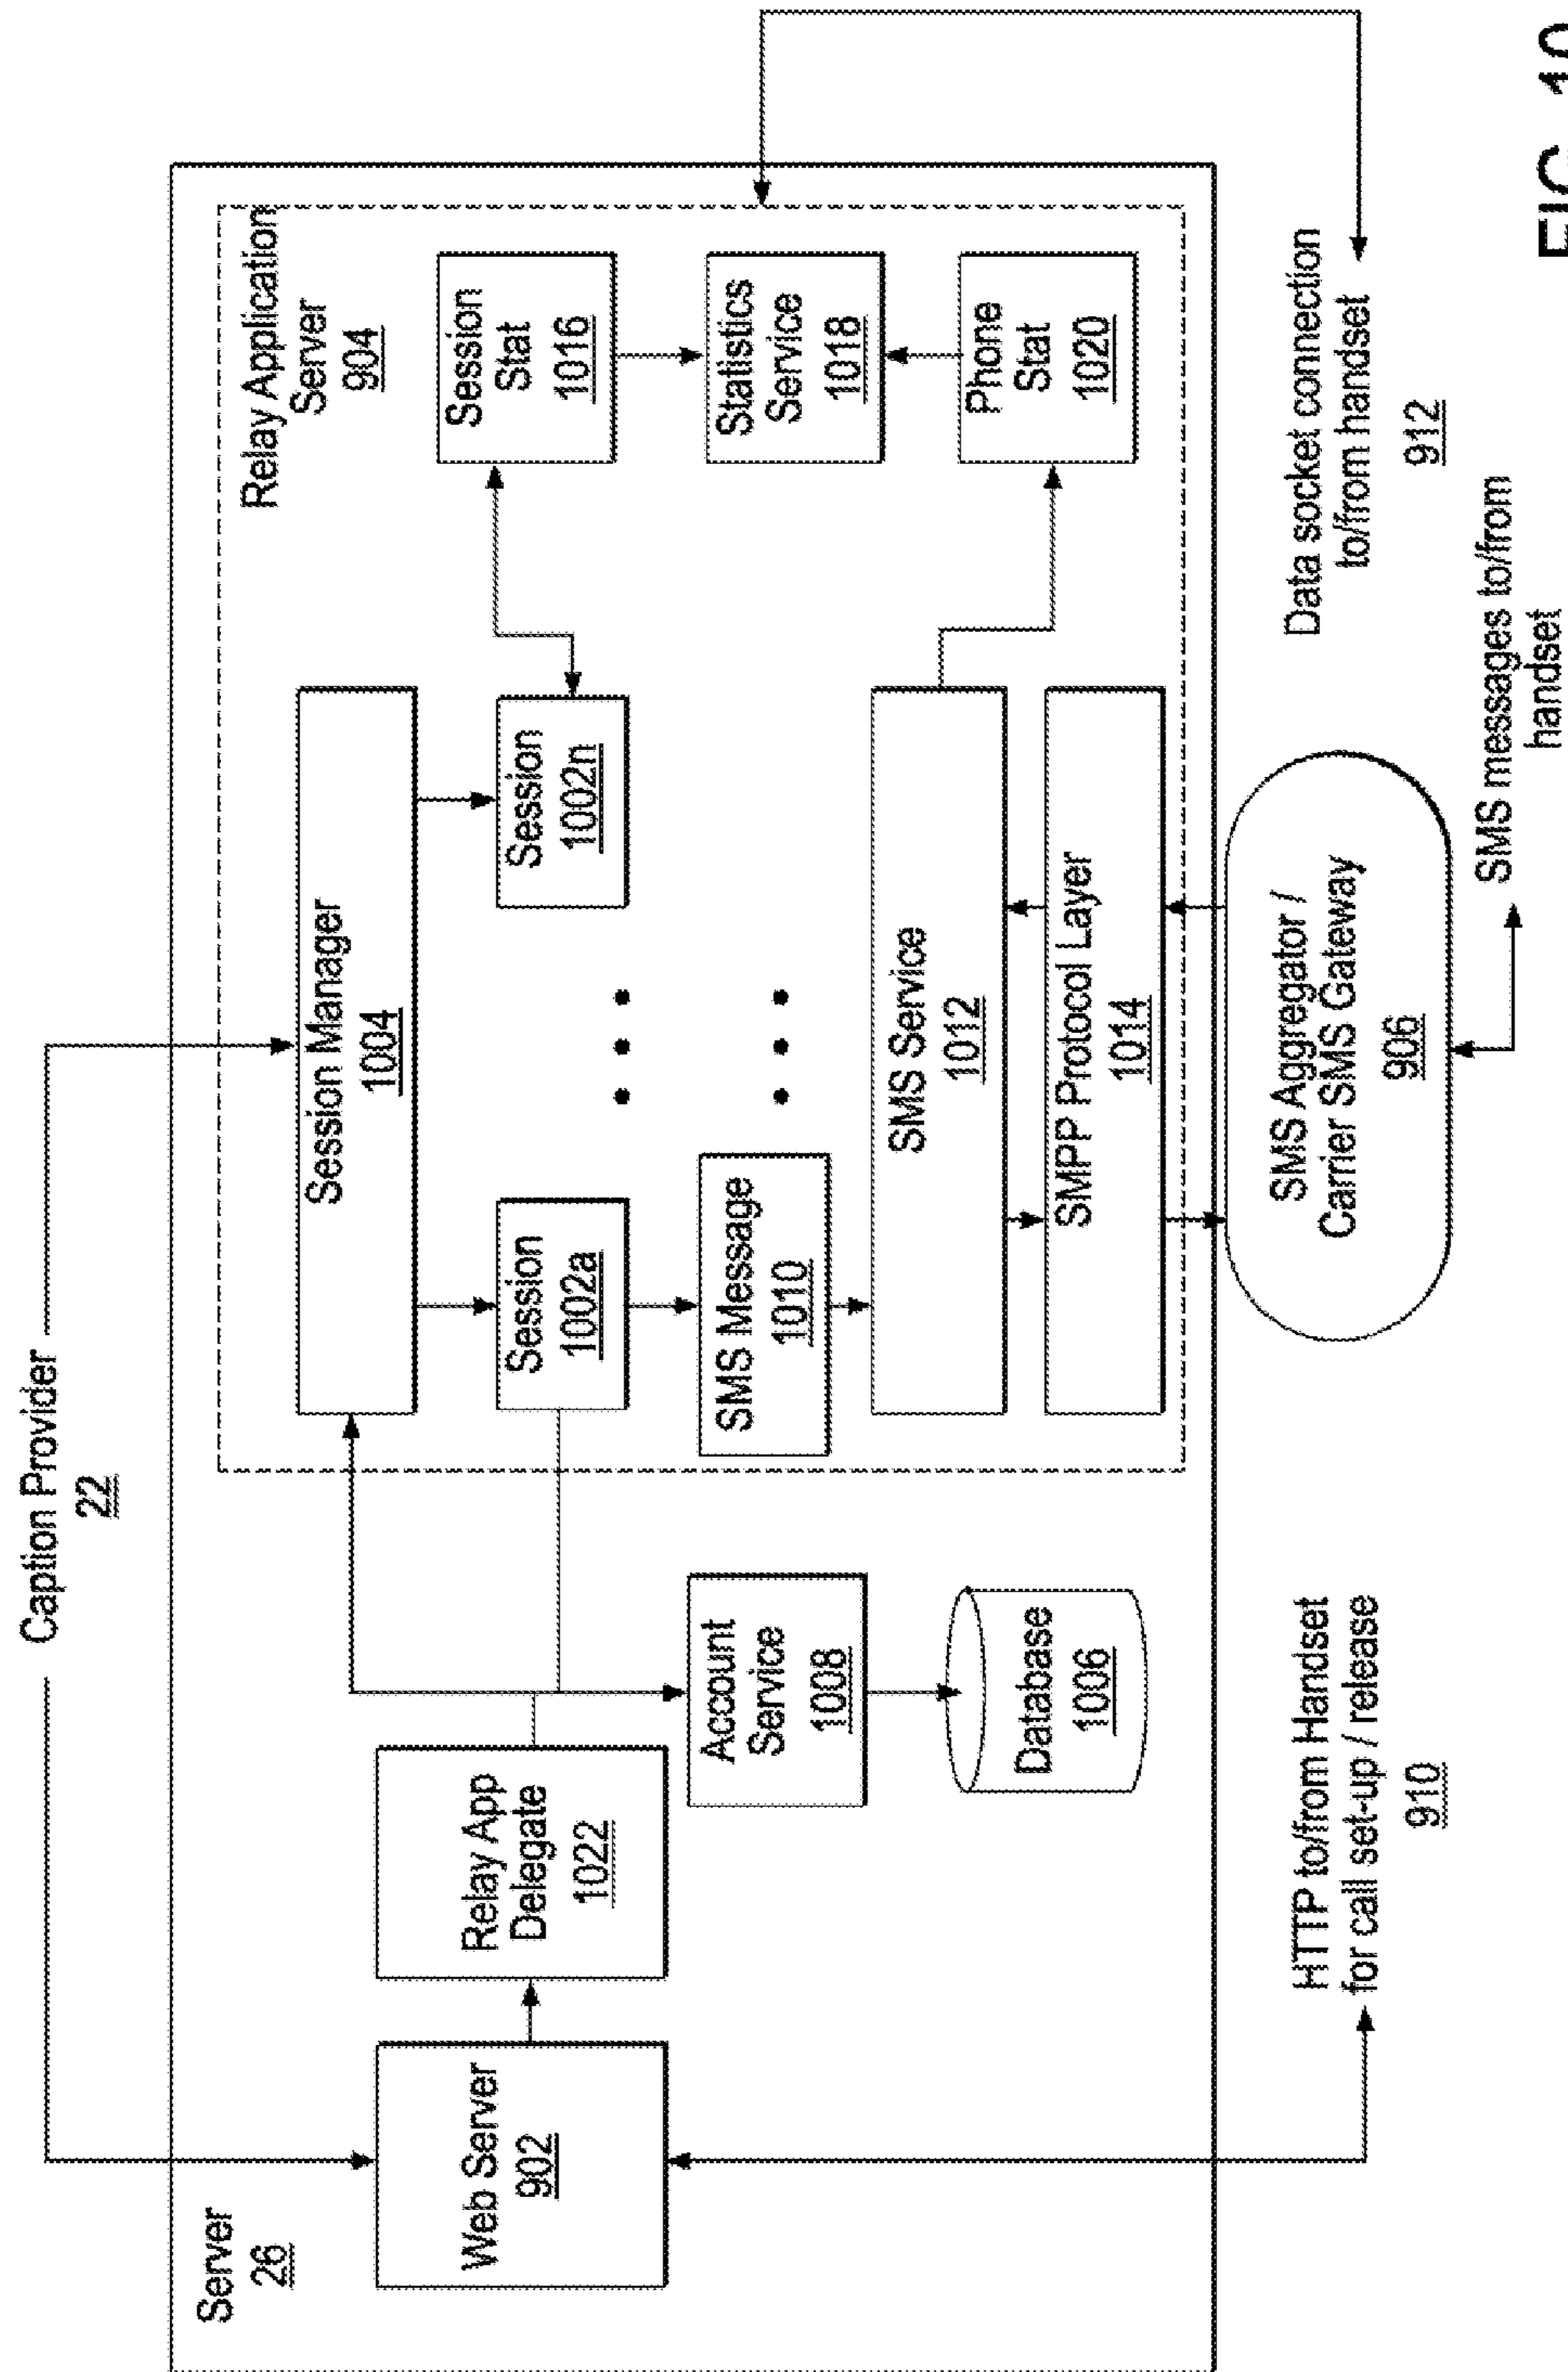 Caption Provider
22
Server
26
Web Server
902
Relay App
Delegate
1022
Account
Service
1008
Database
1006
Relay Application
Server
904
Session Manager
1004
Session
1002a
Session
1002n
SMS Message
1010
SMS Service
1012
SMPP Protocol Layer
1014
Session
Stat
1016
Statistics
Service
1018
Phone
Stat
1020
SMS Aggregator /
Carrier SMS Gateway
906
HTTP to/from Handset
for call set-up / release
910
Data socket connection
to/from handset
912
SMS messages to/from
handset
FIG. 10